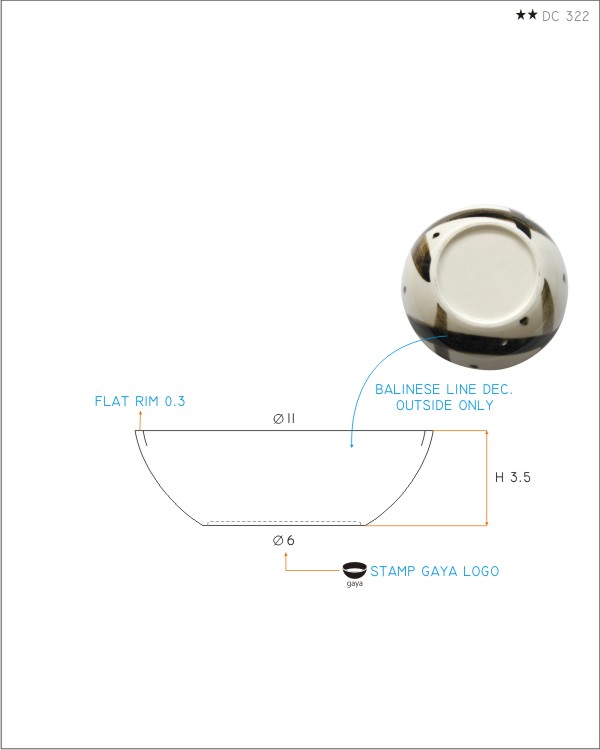 ★★ DC 322
BALINESE LINE DEC.
OUTSIDE ONLY
FLAT RIM 0.3
Ø 11
H 3.5
Ø 6
STAMP GAYA LOGO
gaya